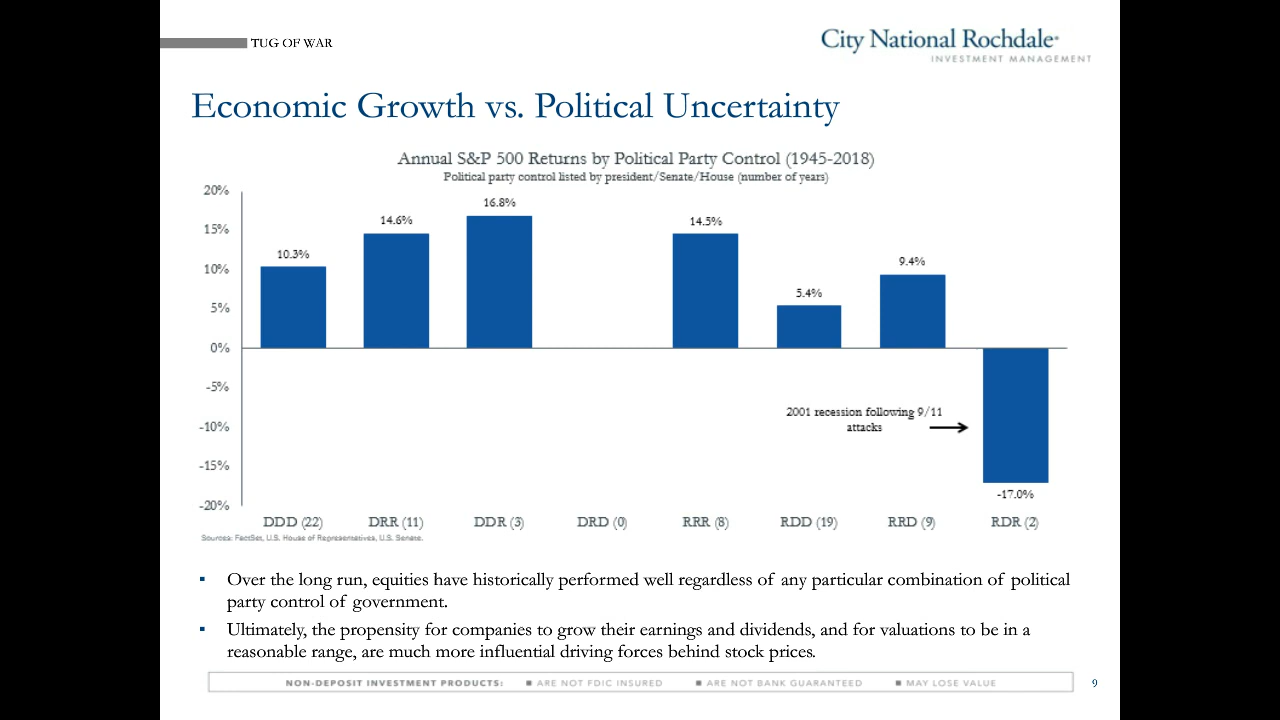 TUG OF WAR
City National Rochdale®
INVESTMENT MANAGEMENT
Economic Growth vs. Political Uncertainty
Annual S&P 500 Returns by Political Party Control (1945-2018)
Political party control listed by president/Senate/House (number of years)
20%
15%
10%
5%
0%
-5%
-10%
-15%
-20%
10.3%
14.6%
16.8%
14.5%
5.4%
9.4%
-17.0%
2001 recession following 9/11
attacks
DDD (22)
DRR (11)
DDR (3)
DRD (0)
RRR (8)
RDD (19)
RRD (9)
RDR (2)
Sources: FactSet, U.S. House of Representatives, U.S. Senate.
▪ Over the long run, equities have historically performed well regardless of any particular combination of political
party control of government.
▪ Ultimately, the propensity for companies to grow their earnings and dividends, and for valuations to be in a
reasonable range, are much more influential driving forces behind stock prices.
NON-DEPOSIT INVESTMENT PRODUCTS: ■ ARE NOT FDIC INSURED ■ ARE NOT BANK GUARANTEED ■ MAY LOSE VALUE
9